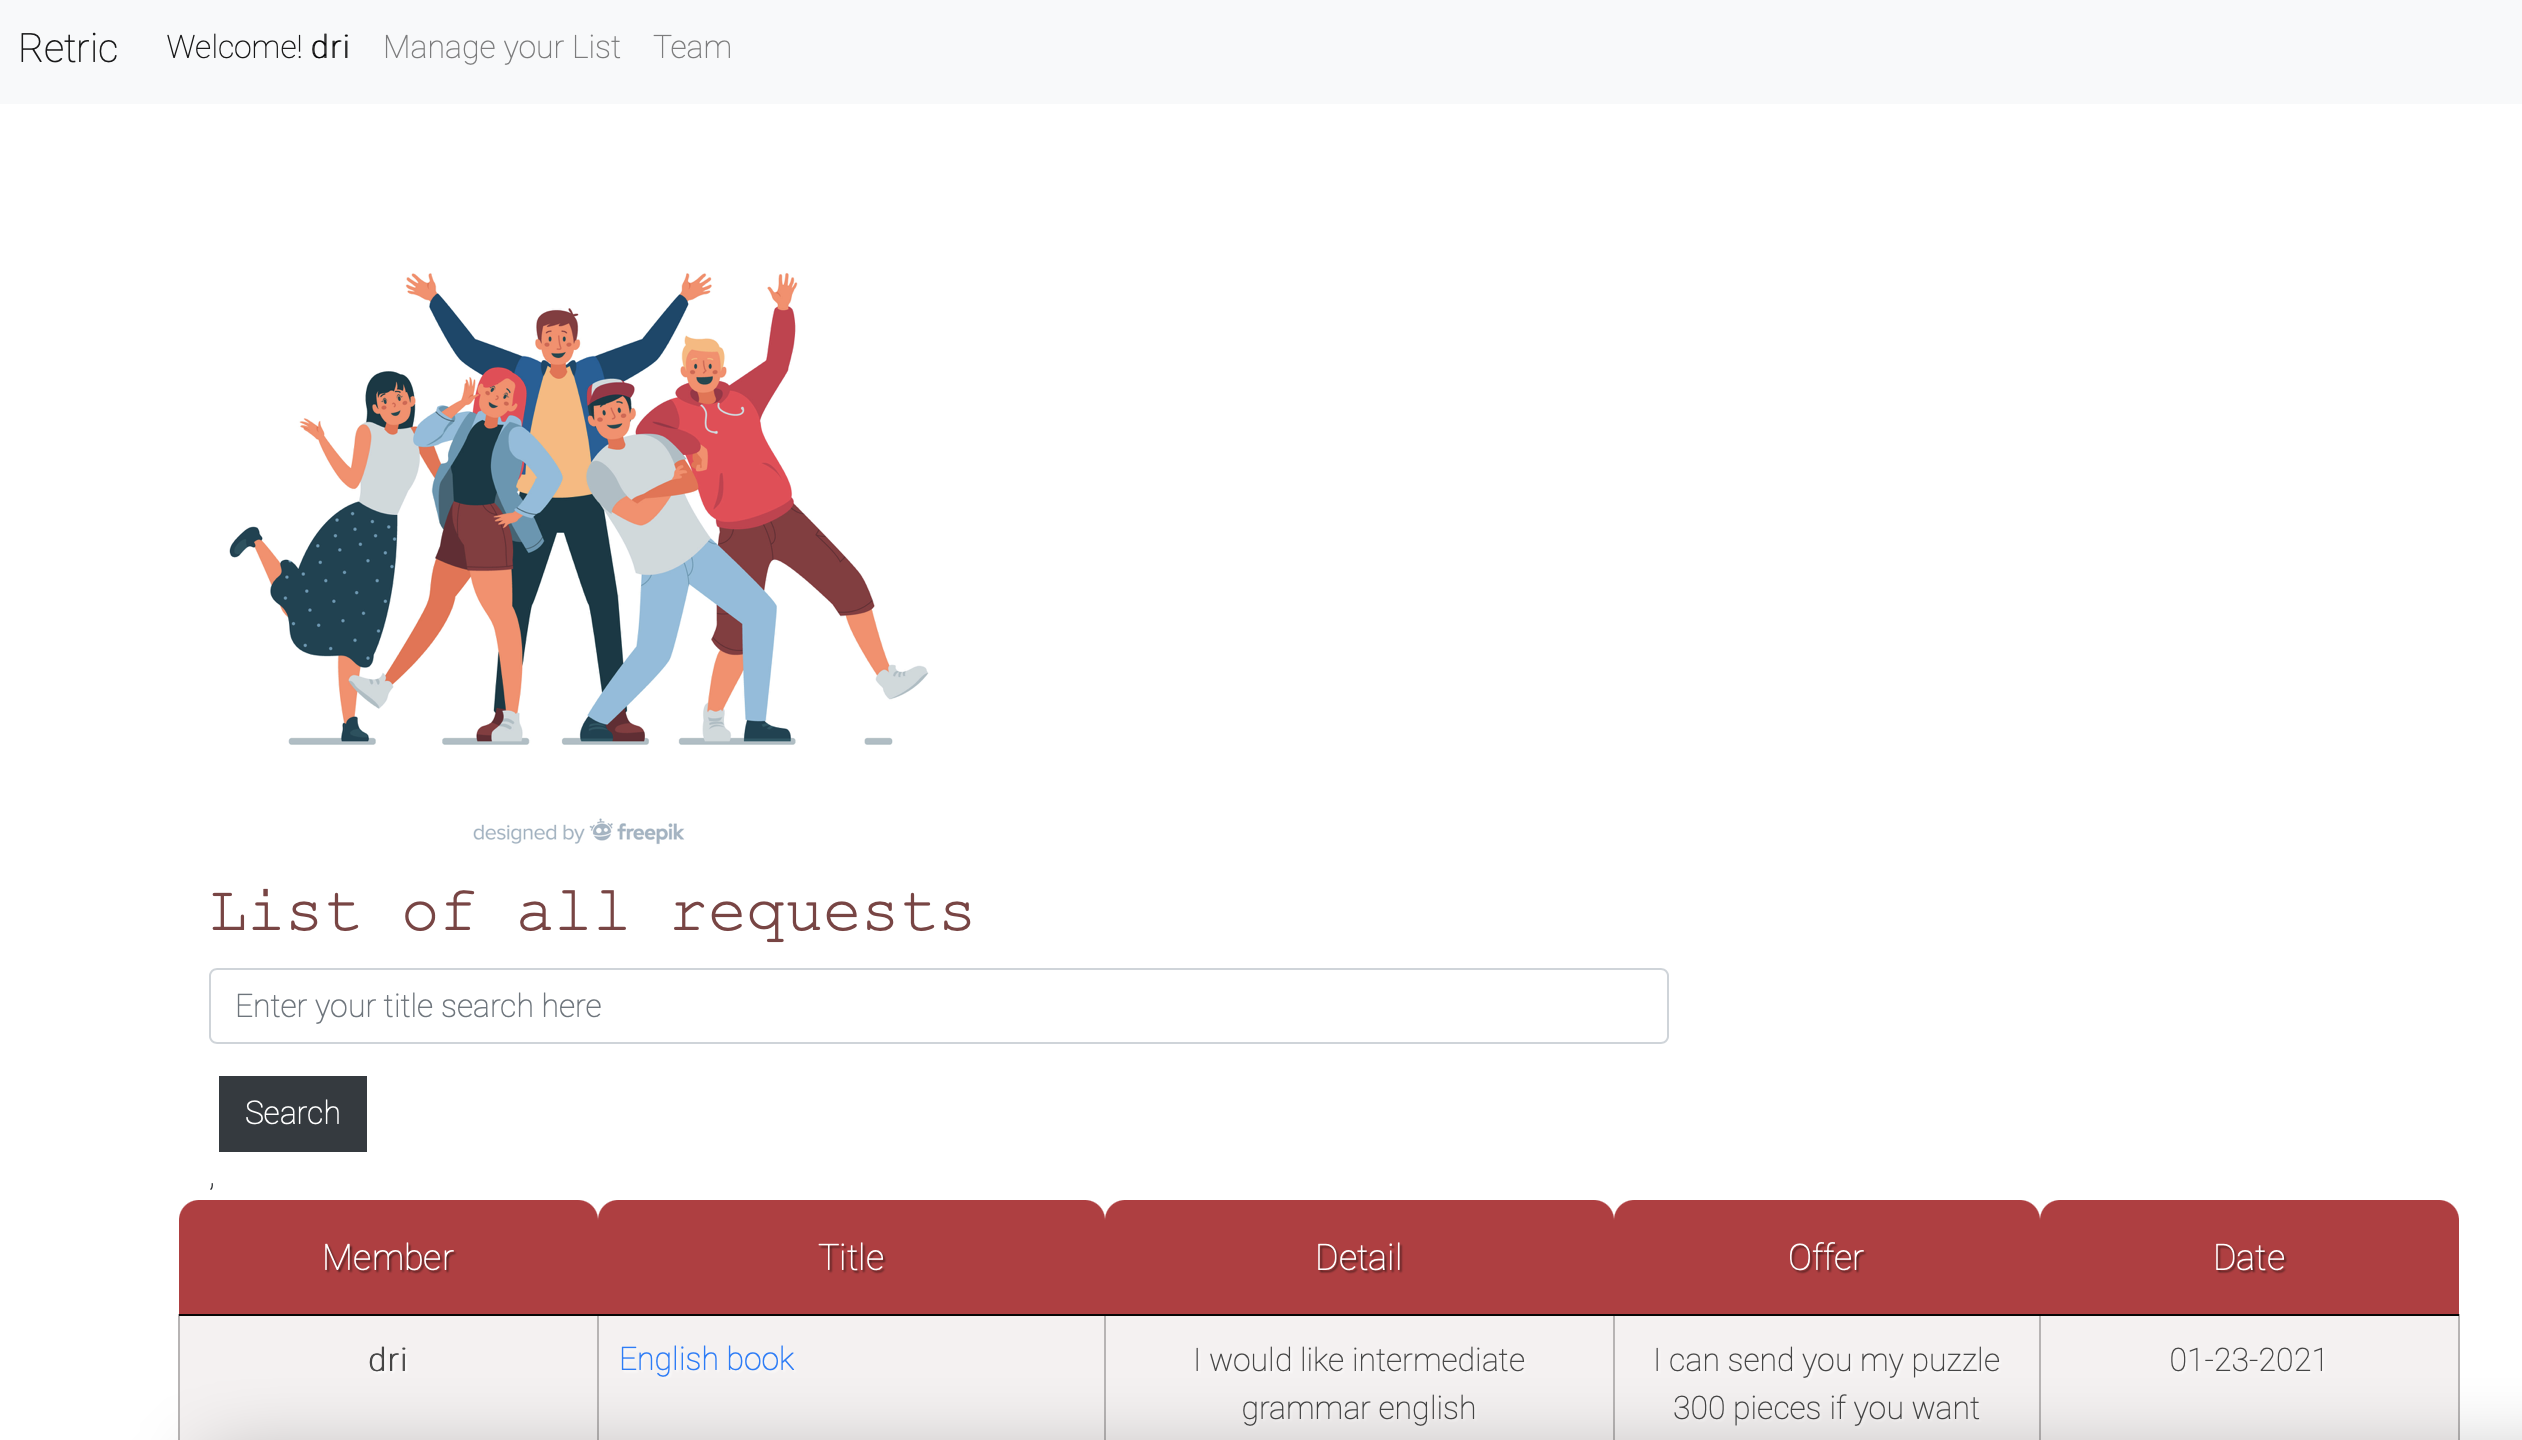 Retric Welcome! dri Manage your List Team
designed by freepik
List of all requests
Enter your title search here
Search
,
Member Title Detail Offer Date
dri English book I would like intermediate I can send you my puzzle 01-23-2021
grammar english 300 pieces if you want